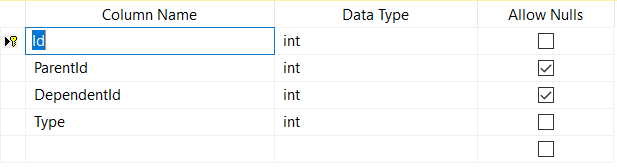 Column Name Data Type Allow Nulls
Id int
ParentId int
DependentId int
Type int